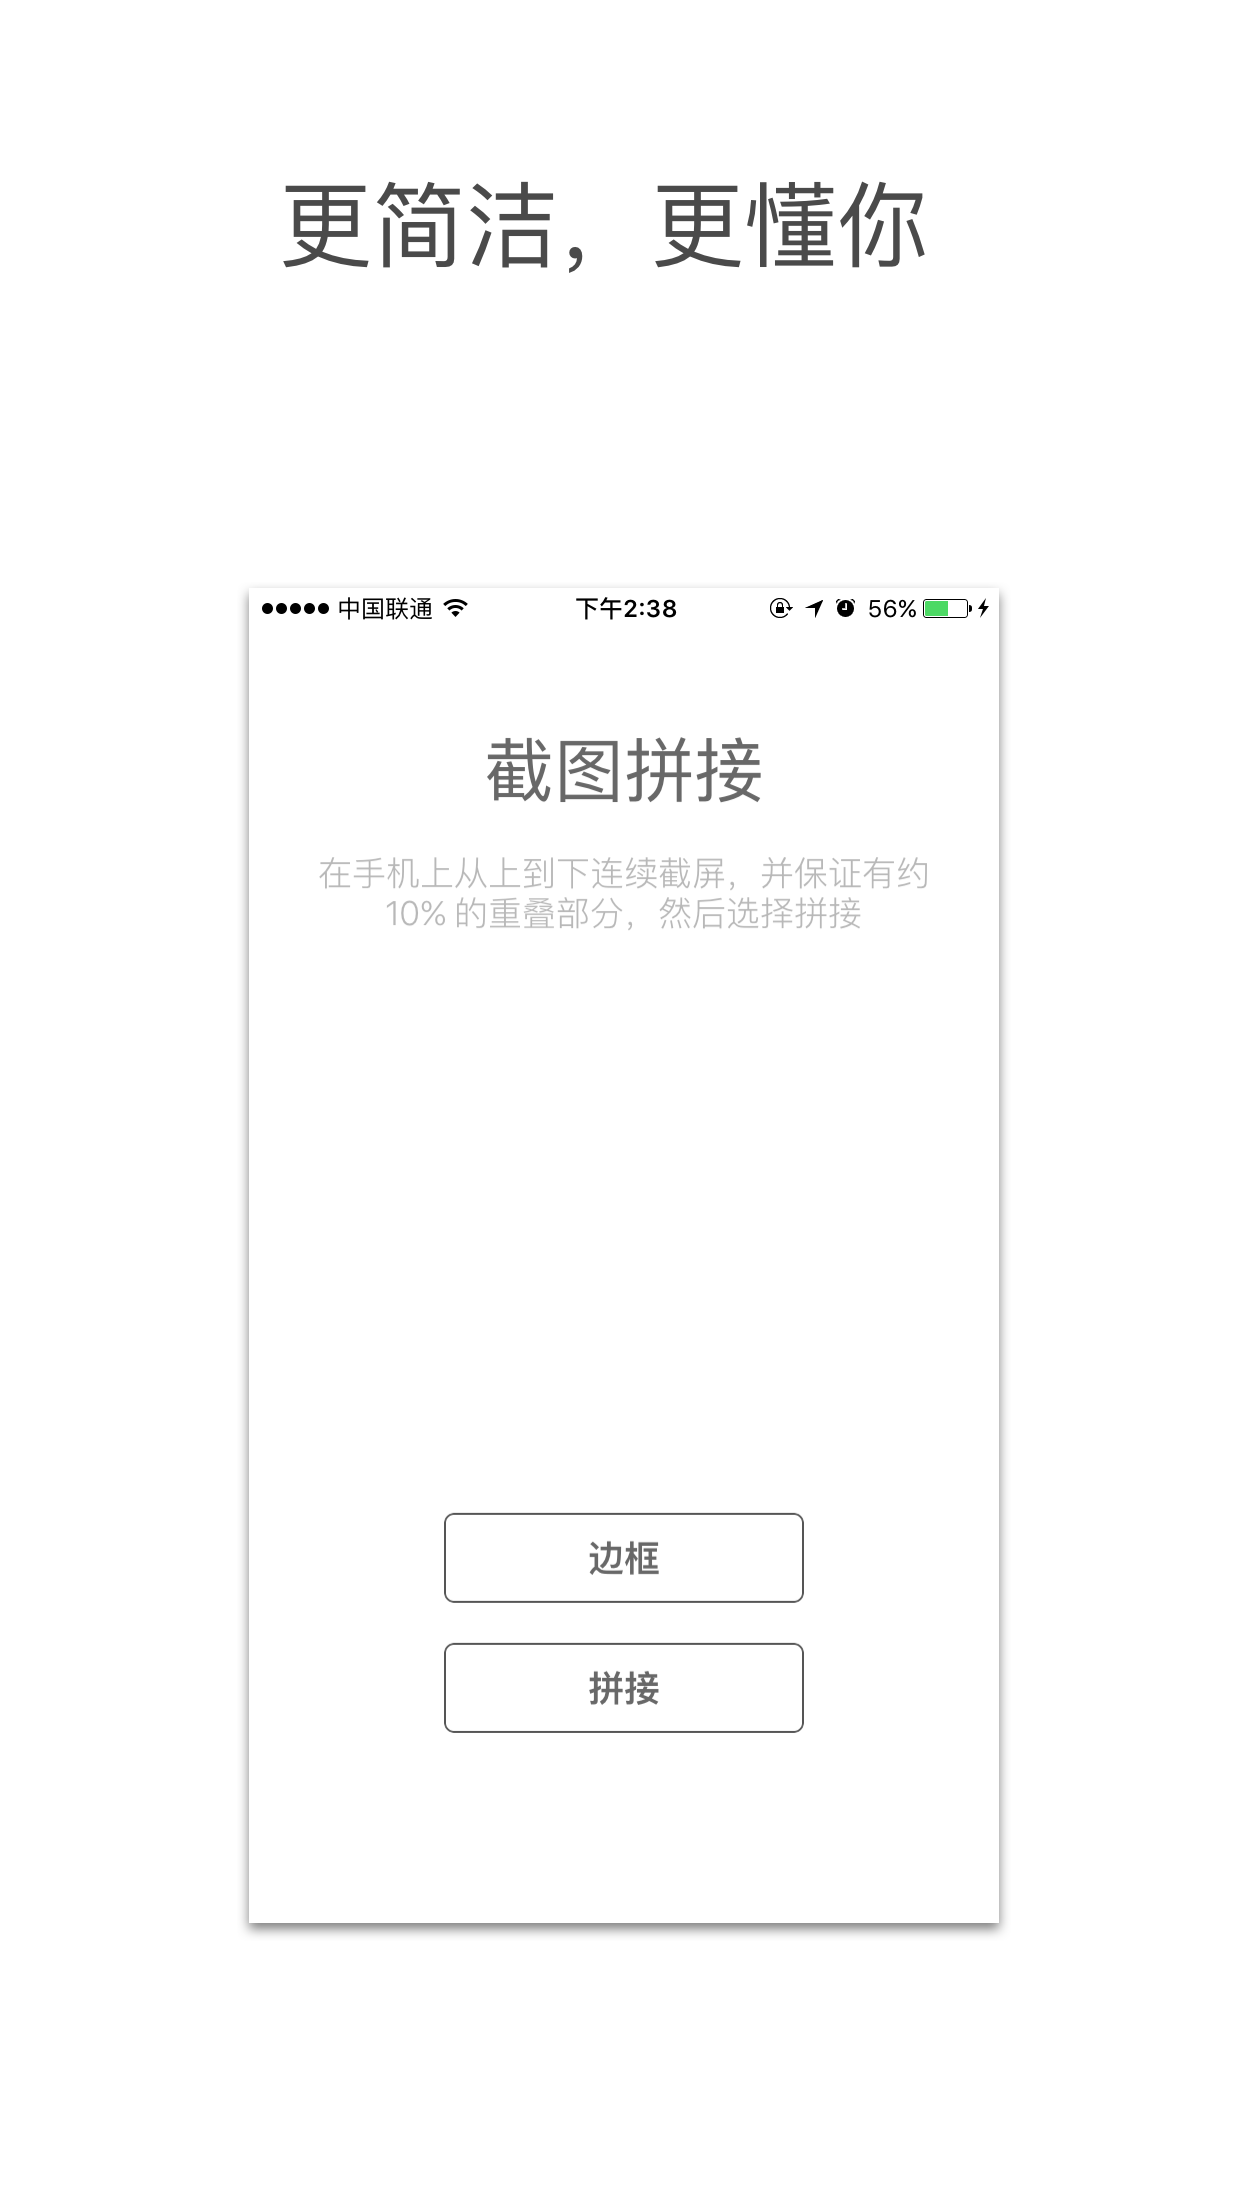 更简洁，更懂你
中国联通 下午2:38 56%
截图拼接
在手机上从上到下连续截屏，并保证有约
10% 的重叠部分，然后选择拼接
边框
拼接